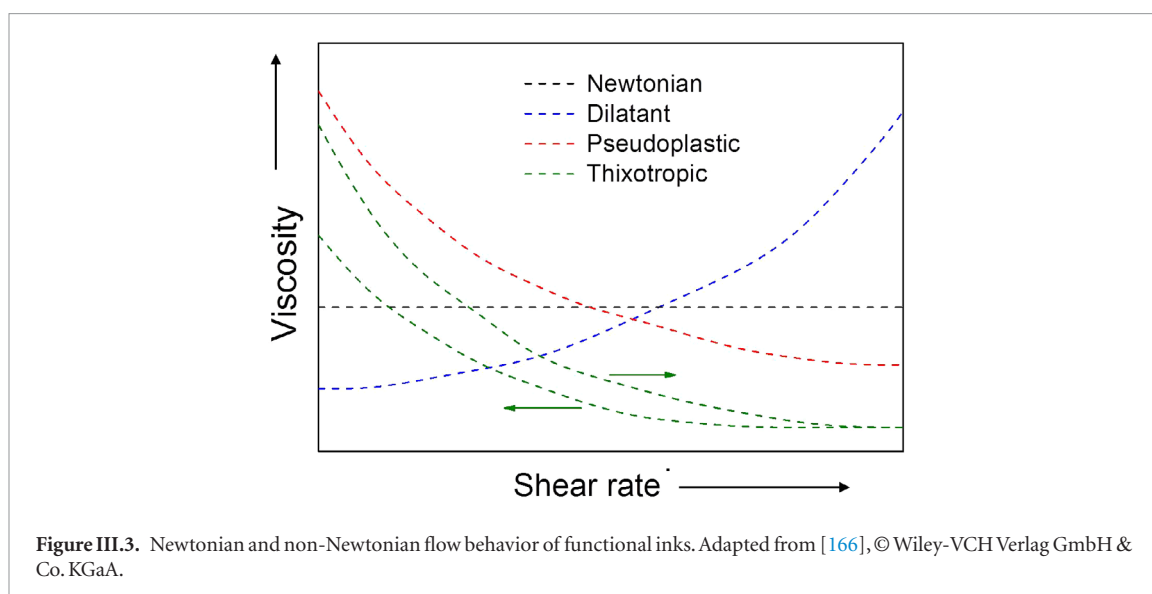 Newtonian
Dilatant
Pseudoplastic
Thixotropic
Viscosity
Shear rate
Figure III.3. Newtonian and non-Newtonian flow behavior of functional inks. Adapted from [166], © Wiley-VCH Verlag GmbH &
Co. KGaA.